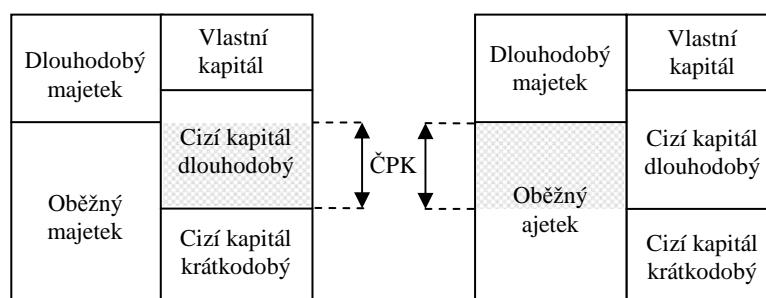 Dlouhodobý
majetek
Vlastní
kapitál
Cizí kapitál
dlouhodobý
Oběžný
majetek
Cizí kapitál
krátkodobý
ČPK
Dlouhodobý
majetek
Vlastní
kapitál
Cizí kapitál
dlouhodobý
Oběžný
ajetek
Cizí kapitál
krátkodobý